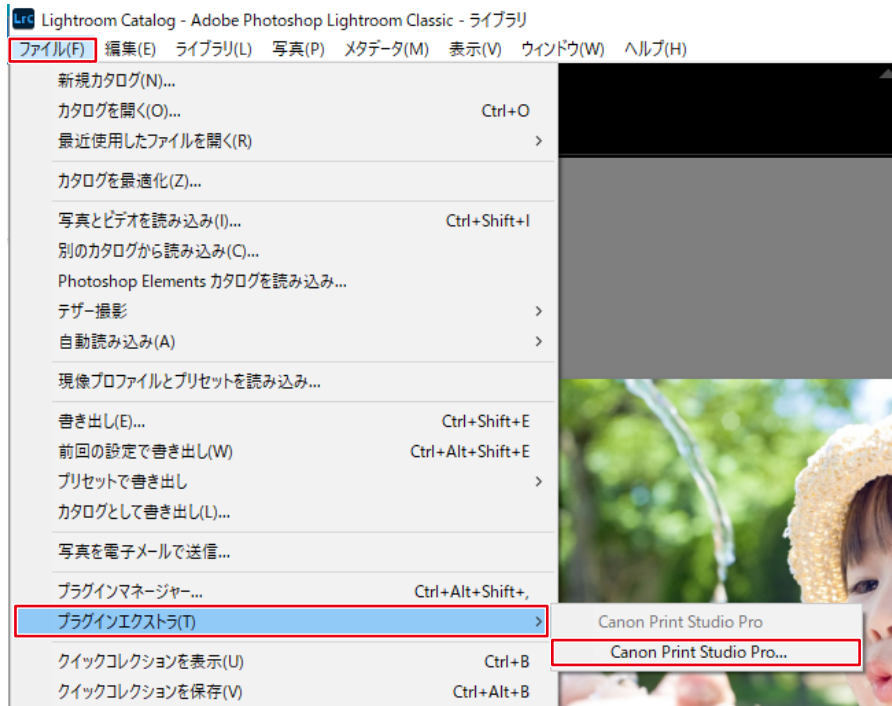 Lrc Lightroom Catalog - Adobe Photoshop Lightroom Classic - ライブラリ
ファイル(F) 編集(E) ライブラリ(L) 写真(P) メタデータ(M) 表示(V) ウィンドウ(W) ヘルプ(H)
新規カタログ(N)...
カタログを開く(O)... Ctrl+O
最近使用したファイルを開く(R)
カタログを最適化(Z)...
写真とビデオを読み込み(I)... Ctrl+Shift+I
別のカタログから読み込み(C)...
Photoshop Elements カタログを読み込み...
テザー撮影
自動読み込み(A)
現像プロファイルとプリセットを読み込み...
書き出し(E)... Ctrl+Shift+E
前回の設定で書き出し(W) Ctrl+Alt+Shift+E
プリセットで書き出し
カタログとして書き出し(L)...
写真を電子メールで送信...
プラグインマネージャー... Ctrl+Alt+Shift+,
プラグインエクストラ(T) Canon Print Studio Pro
Canon Print Studio Pro...
クイックコレクションを表示(U) Ctrl+B
クイックコレクションを保存(V) Ctrl+Alt+B